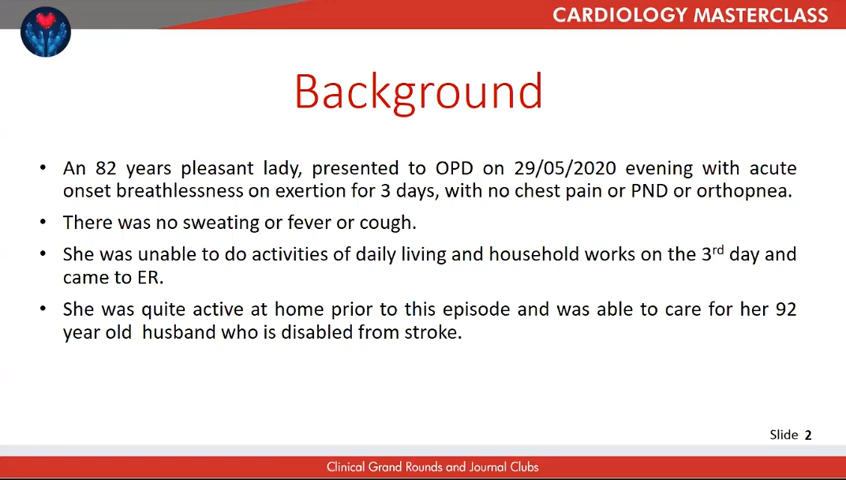 CARDIOLOGY MASTERCLASS
Background
• An 82 years pleasant lady, presented to OPD on 29/05/2020 evening with acute
onset breathlessness on exertion for 3 days, with no chest pain or PND or orthopnea.
• There was no sweating or fever or cough.
• She was unable to do activities of daily living and household works on the 3rd day and
came to ER.
• She was quite active at home prior to this episode and was able to care for her 92
year old husband who is disabled from stroke.
Slide 2
Clinical Grand Rounds and Journal Clubs